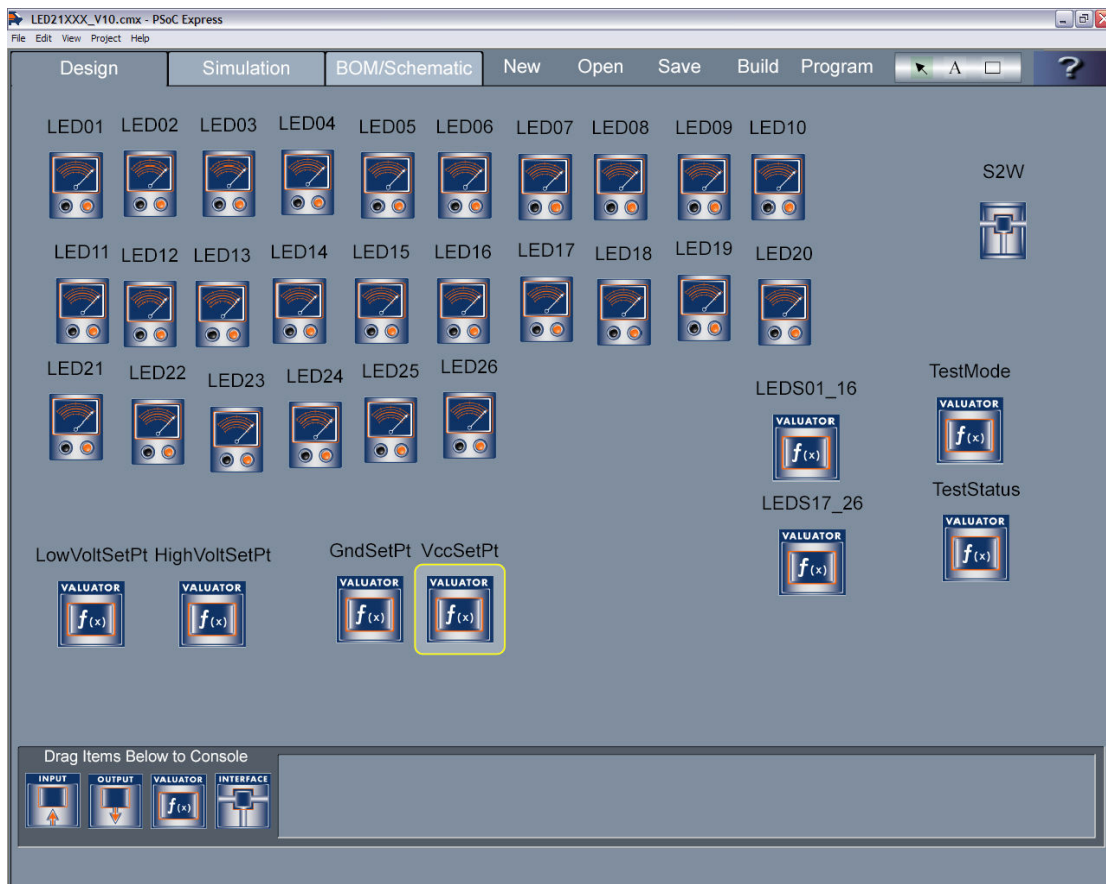 LED21XXX_V10.cmx - PSoC Express
File Edit View Project Help
Design Simulation BOM/Schematic New Open Save Build Program A ?
LED01 LED02 LED03 LED04 LED05 LED06 LED07 LED08 LED09 LED10
S2W
LED11 LED12 LED13 LED14 LED15 LED16 LED17 LED18 LED19 LED20
LED21 LED22 LED23 LED24 LED25 LED26
LEDS01_16 TestMode
VALUATOR VALUATOR
f(x) f(x)
LEDS17_26 TestStatus
VALUATOR VALUATOR
f(x) f(x)
LowVoltSetPt HighVoltSetPt GndSetPt VccSetPt
VALUATOR VALUATOR VALUATOR VALUATOR
f(x) f(x) f(x) f(x)
Drag Items Below to Console
INPUT OUTPUT VALUATOR INTERFACE
f(x)